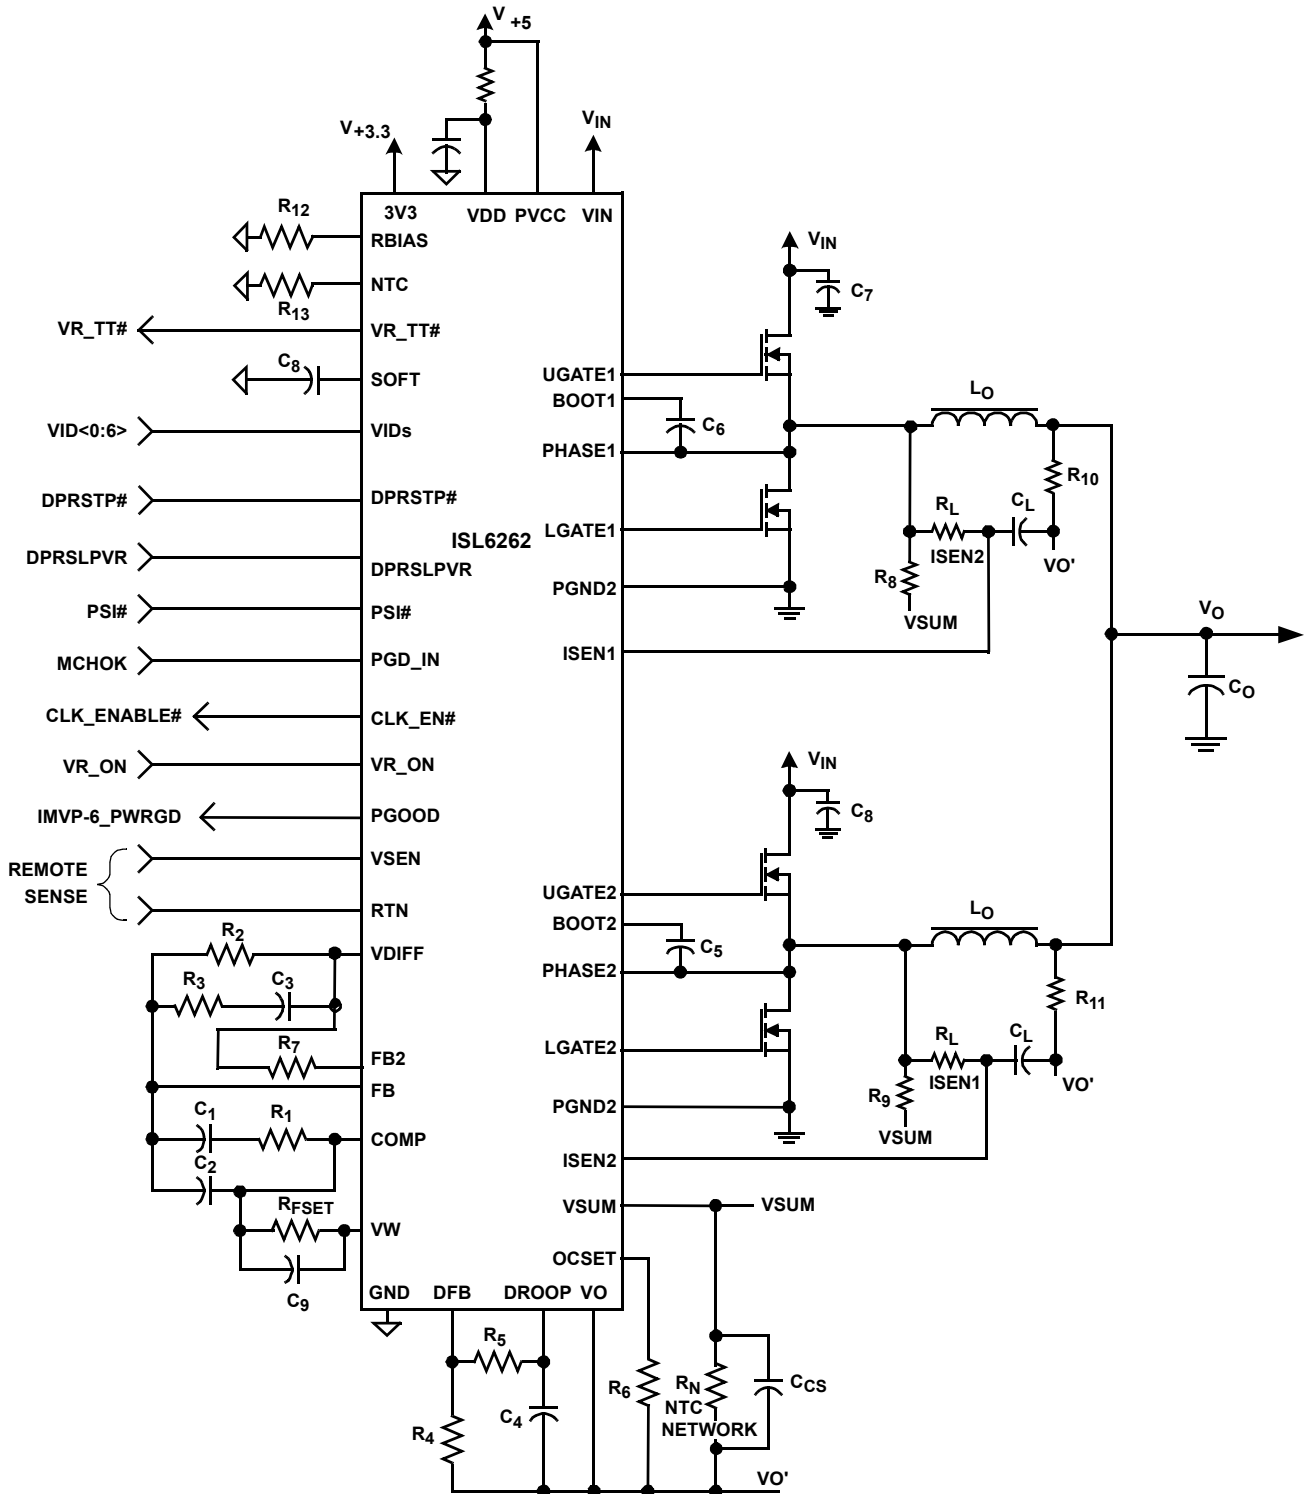 V +5
V+3.3
VIN
3V3
VDD PVCC VIN
R12
RBIAS
NTC
R13
VR_TT#
VR_TT#
C8
SOFT
VID<0:6>
VIDs
DPRSTP#
DPRSTP#
DPRSLPVR
DPRSLPVR
PSI#
PSI#
MCHOK
PGD_IN
CLK_ENABLE#
CLK_EN#
VR_ON
VR_ON
IMVP-6_PWRGD
PGOOD
REMOTE
SENSE
VSEN
RTN
R2
VDIFF
R3
C3
R7
FB2
FB
C1
R1
COMP
C2
RFSET
VW
C9
ISL6262
GND
DFB
DROOP
VO
UGATE1
BOOT1
C6
PHASE1
LGATE1
PGND2
ISEN1
VIN
C7
LO
R10
RL
CL
ISEN2
VO'
R8
VSUM
VO
CO
VIN
C8
UGATE2
BOOT2
C5
PHASE2
LGATE2
PGND2
ISEN2
LO
R11
RL
CL
ISEN1
VO'
R9
VSUM
VSUM
VSUM
OCSET
R5
R4
C4
R6
RN
NTC
NETWORK
CCS
VO'